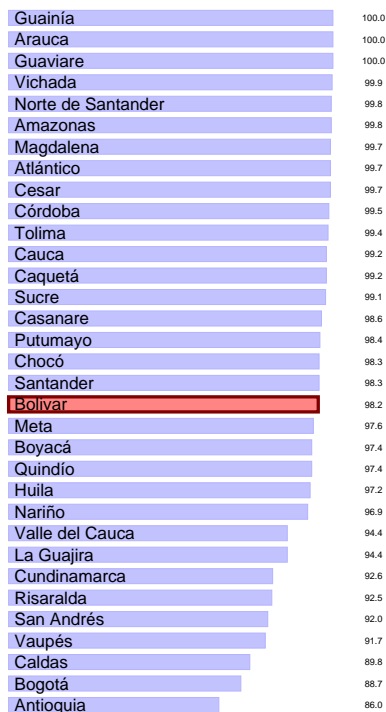 Guainía 100.0
Arauca 100.0
Guaviare 100.0
Vichada 99.9
Norte de Santander 99.8
Amazonas 99.8
Magdalena 99.7
Atlántico 99.7
Cesar 99.7
Córdoba 99.5
Tolima 99.4
Cauca 99.2
Caquetá 99.2
Sucre 99.1
Casanare 98.6
Putumayo 98.4
Chocó 98.3
Santander 98.3
Bolivar 98.2
Meta 97.6
Boyacá 97.4
Quindío 97.4
Huila 97.2
Nariño 96.9
Valle del Cauca 94.4
La Guajira 94.4
Cundinamarca 92.6
Risaralda 92.5
San Andrés 92.0
Vaupés 91.7
Caldas 89.8
Bogotá 88.7
Antioquia 86.0